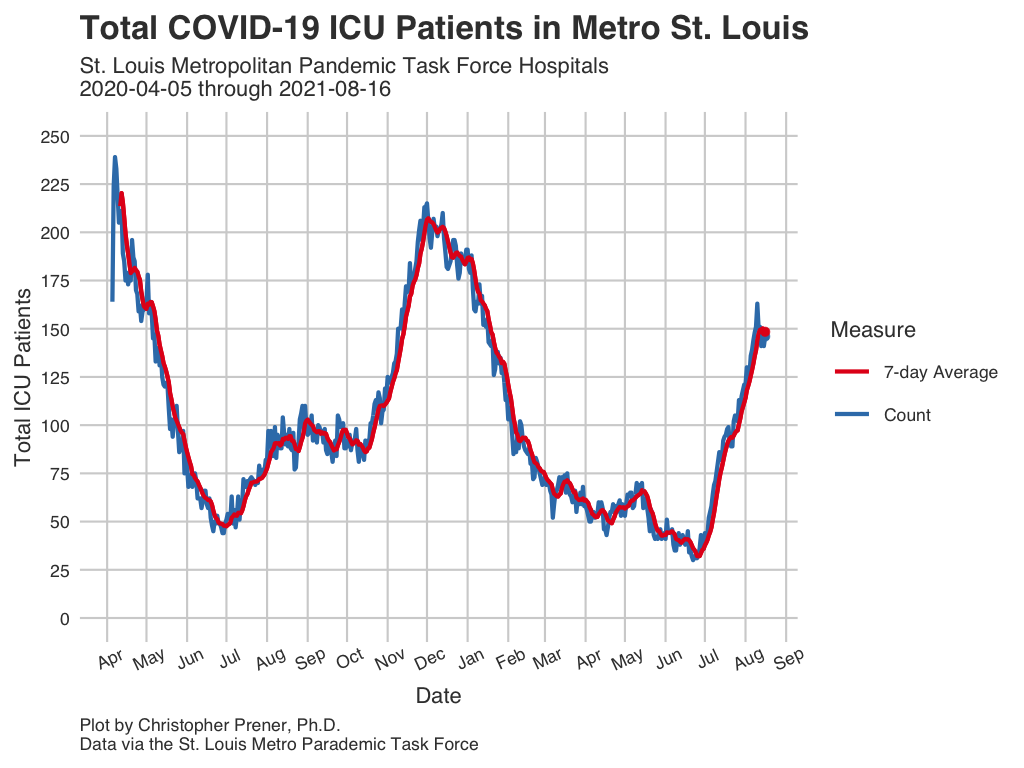 Total COVID-19 ICU Patients in Metro St. Louis
St. Louis Metropolitan Pandemic Task Force Hospitals
2020-04-05 through 2021-08-16
Total ICU Patients
250
225
200
175
150
125
100
75
50
25
0
Apr May Jun Jul Aug Sep Oct Nov Dec Jan Feb Mar Apr May Jun Jul Aug Sep
Date
Measure
7-day Average
Count
Plot by Christopher Prener, Ph.D.
Data via the St. Louis Metro Parademic Task Force